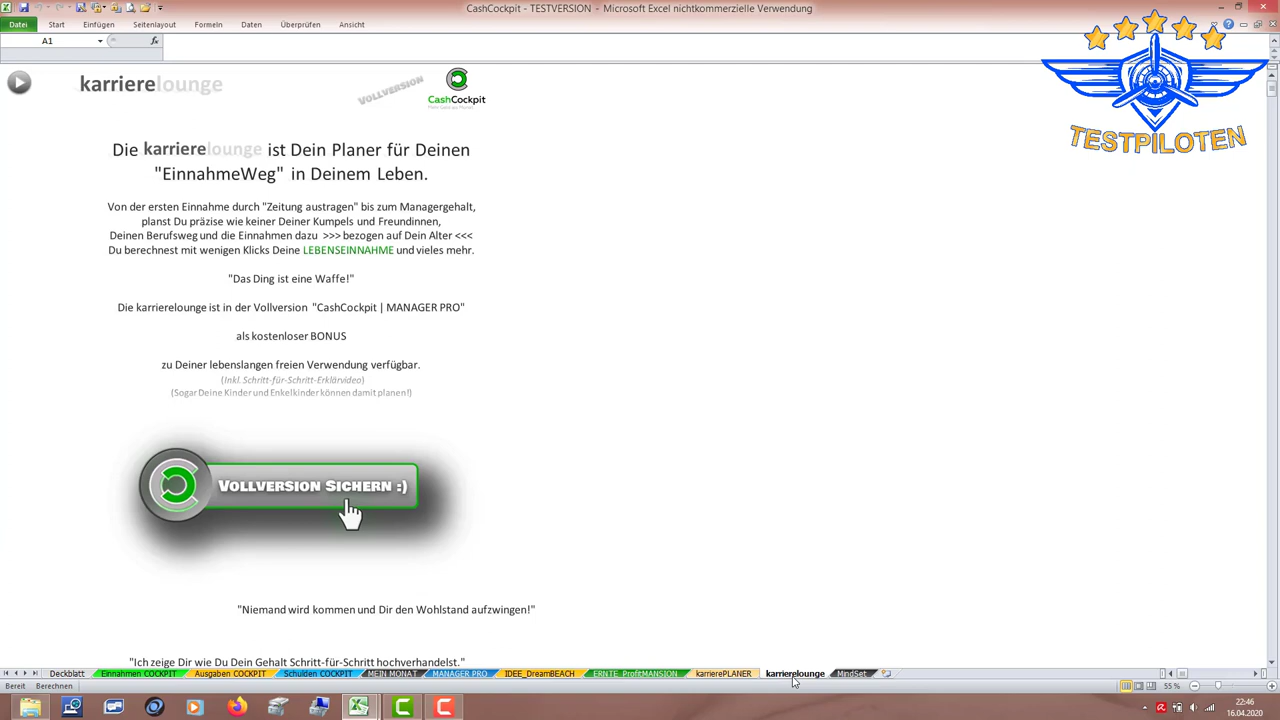 CashCockpit - TESTVERSION - Microsoft Excel nichtkommerzielle Verwendung
Datei Start Einfügen Seitenlayout Formeln Daten Überprüfen Ansicht
A1 fx
karrierelounge
VOLLVERSION
CashCockpit
TESTPILOTEN
Die karrierelounge ist Dein Planer für Deinen
"EinnahmeWeg" in Deinem Leben.
Von der ersten Einnahme durch "Zeitung austragen" bis zum Managergehalt,
planst Du präzise wie keiner Deiner Kumpels und Freundinnen,
Deinen Berufsweg und die Einnahmen dazu >>> bezogen auf Dein Alter <<<
Du berechnest mit wenigen Klicks Deine LEBENSEINNAHME und vieles mehr.
"Das Ding ist eine Waffe!"
Die karrierelounge ist in der Vollversion "CashCockpit | MANAGER PRO"
als kostenloser BONUS
zu Deiner lebenslangen freien Verwendung verfügbar.
(Inkl. Schritt-für-Schritt-Erklärvideo)
(Sogar Deine Kinder und Enkelkinder können damit planen!)
VOLLVERSION SICHERN :)
"Niemand wird kommen und Dir den Wohlstand aufzwingen!"
"Ich zeige Dir wie Du Dein Gehalt Schritt-für-Schritt hochverhandelst."
Deckblatt Einnahmen COCKPIT Ausgaben COCKPIT Schulden COCKPIT MEIN MONAT MANAGER PRO IDEE_DreamBEACH ERNTE_ProfitMANSION karrierePLANER karrierelounge MindSet
Bereit Berechnen 55 %
22:46
16.04.2020